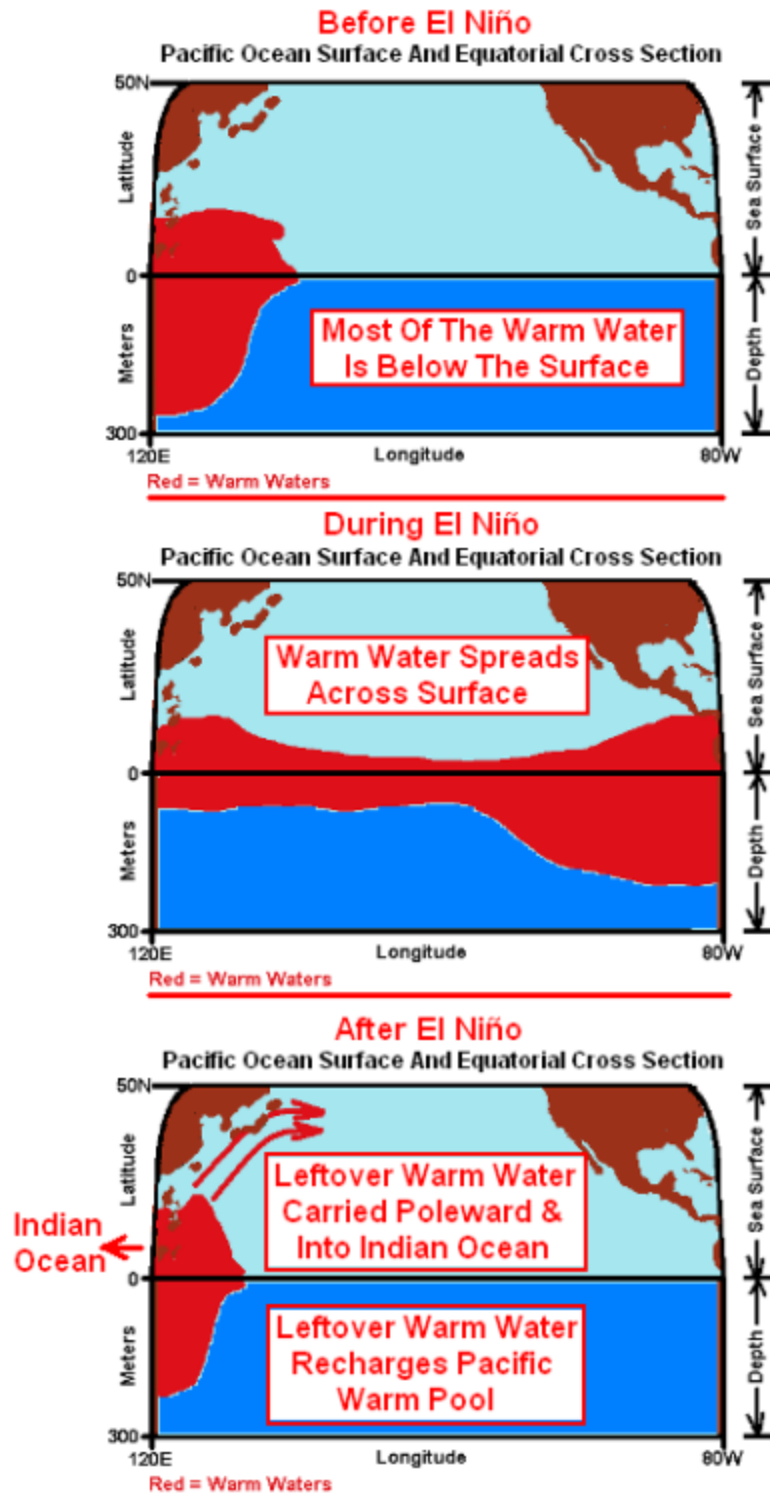 Before El Niño
Pacific Ocean Surface And Equatorial Cross Section
50N
Latitude
Sea Surface
0
Most Of The Warm Water
Is Below The Surface
Meters
Depth
300
120E
Longitude
80W
Red = Warm Waters
During El Niño
Pacific Ocean Surface And Equatorial Cross Section
50N
Latitude
Sea Surface
Warm Water Spreads
Across Surface
0
Meters
Depth
300
120E
Longitude
80W
Red = Warm Waters
After El Niño
Pacific Ocean Surface And Equatorial Cross Section
50N
Latitude
Sea Surface
Leftover Warm Water
Carried Poleward &
Into Indian Ocean
Indian
Ocean
0
Leftover Warm Water
Recharges Pacific
Warm Pool
Meters
Depth
300
120E
Longitude
80W
Red = Warm Waters